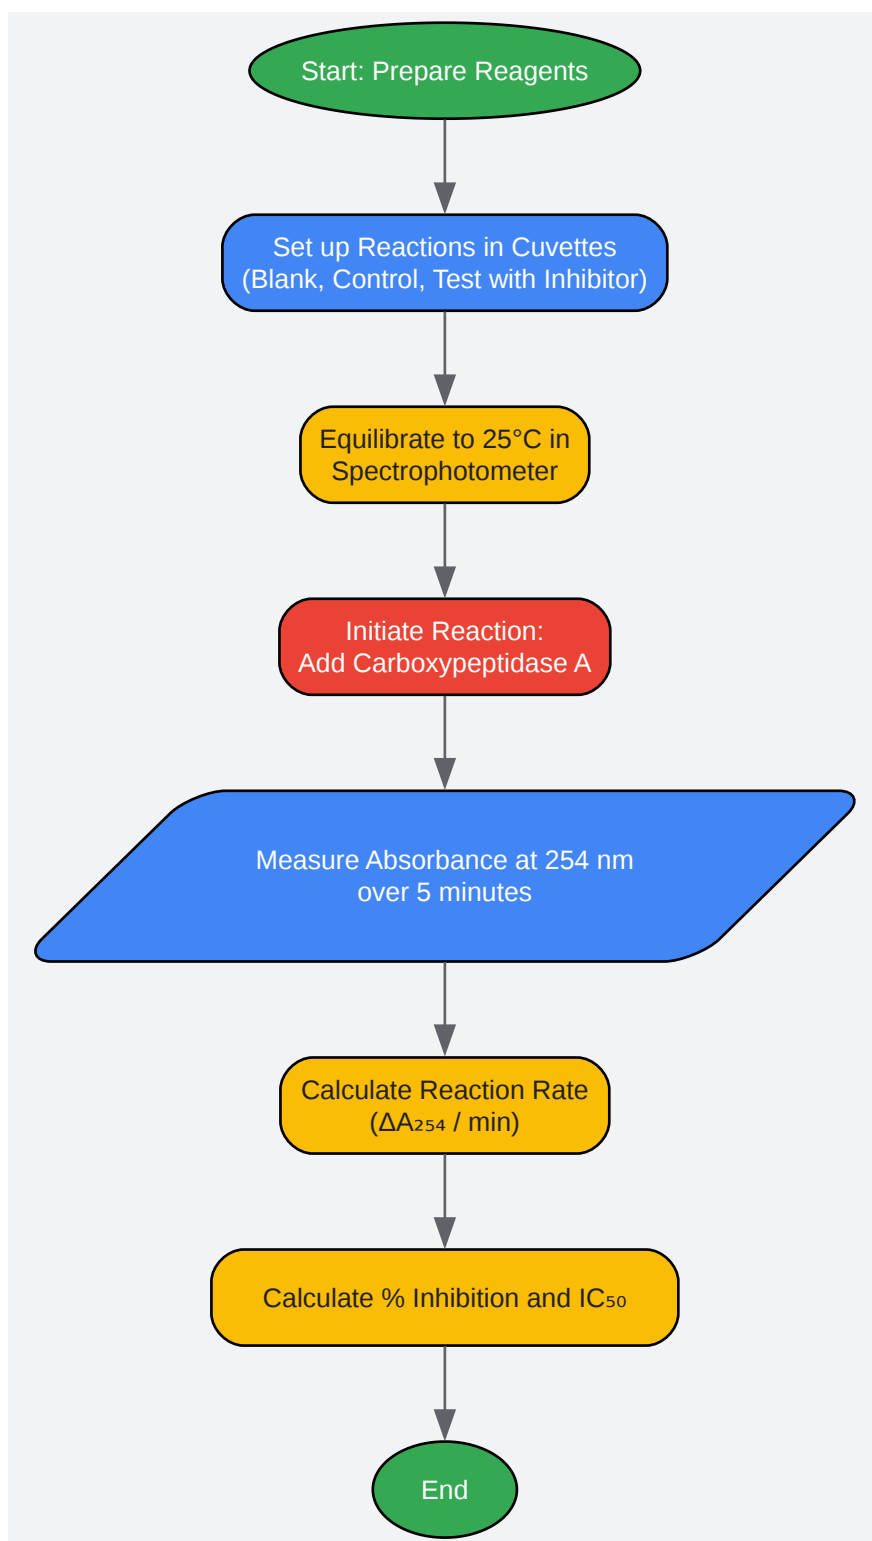 Start: Prepare Reagents
Set up Reactions in Cuvettes
(Blank, Control, Test with Inhibitor)
Equilibrate to 25°C in
Spectrophotometer
Initiate Reaction:
Add Carboxypeptidase A
Measure Absorbance at 254 nm
over 5 minutes
Calculate Reaction Rate
(ΔA₂₅₄ / min)
Calculate % Inhibition and IC₅₀
End